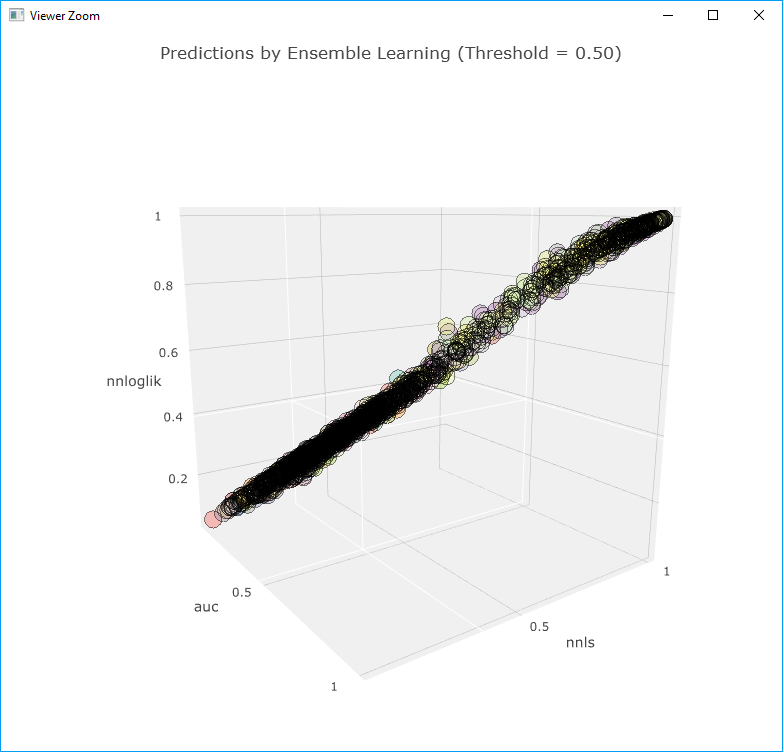 Viewer Zoom
Predictions by Ensemble Learning (Threshold = 0.50)
1
0.8
0.6
nnloglik
0.4
0.2
1
0.5
auc
0.5
nnls
1